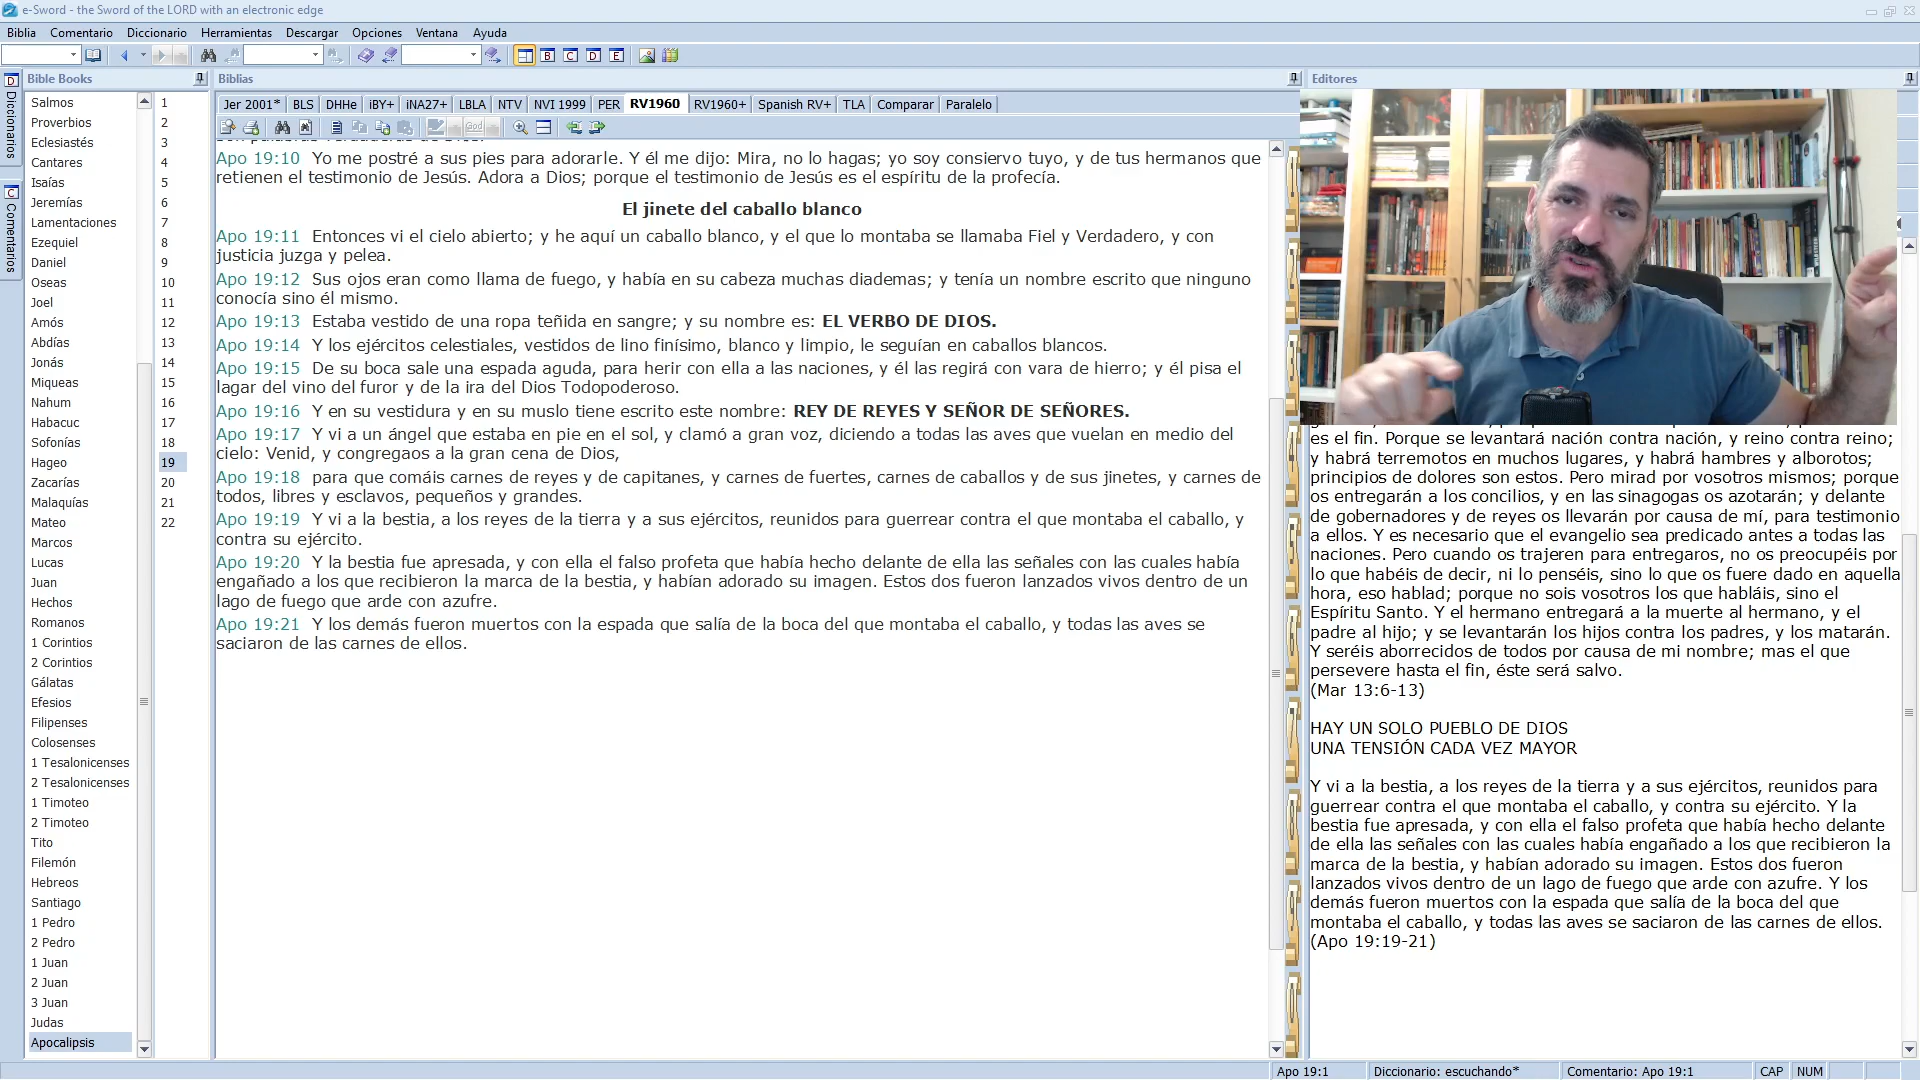 e-Sword - the Sword of the LORD with an electronic edge
Biblia Comentario Diccionario Herramientas Descargar Opciones Ventana Ayuda
B C D E
D Diccionarios
C Comentarios
Bible Books
Salmos
Proverbios
Eclesiastés
Cantares
Isaías
Jeremías
Lamentaciones
Ezequiel
Daniel
Oseas
Joel
Amós
Abdías
Jonás
Miqueas
Nahum
Habacuc
Sofonías
Hageo
Zacarías
Malaquías
Mateo
Marcos
Lucas
Juan
Hechos
Romanos
1 Corintios
2 Corintios
Gálatas
Efesios
Filipenses
Colosenses
1 Tesalonicenses
2 Tesalonicenses
1 Timoteo
2 Timoteo
Tito
Filemón
Hebreos
Santiago
1 Pedro
2 Pedro
1 Juan
2 Juan
3 Juan
Judas
Apocalipsis
1
2
3
4
5
6
7
8
9
10
11
12
13
14
15
16
17
18
19
20
21
22
Biblias
Jer 2001* BLS DHHe iBY+ iNA27+ LBLA NTV NVI 1999 PER RV1960 RV1960+ Spanish RV+ TLA Comparar Paralelo
God
Apo 19:10 Yo me postré a sus pies para adorarle. Y él me dijo: Mira, no lo hagas; yo soy consiervo tuyo, y de tus hermanos que
retienen el testimonio de Jesús. Adora a Dios; porque el testimonio de Jesús es el espíritu de la profecía.
El jinete del caballo blanco
Apo 19:11 Entonces vi el cielo abierto; y he aquí un caballo blanco, y el que lo montaba se llamaba Fiel y Verdadero, y con
justicia juzga y pelea.
Apo 19:12 Sus ojos eran como llama de fuego, y había en su cabeza muchas diademas; y tenía un nombre escrito que ninguno
conocía sino él mismo.
Apo 19:13 Estaba vestido de una ropa teñida en sangre; y su nombre es: EL VERBO DE DIOS.
Apo 19:14 Y los ejércitos celestiales, vestidos de lino finísimo, blanco y limpio, le seguían en caballos blancos.
Apo 19:15 De su boca sale una espada aguda, para herir con ella a las naciones, y él las regirá con vara de hierro; y él pisa el
lagar del vino del furor y de la ira del Dios Todopoderoso.
Apo 19:16 Y en su vestidura y en su muslo tiene escrito este nombre: REY DE REYES Y SEÑOR DE SEÑORES.
Apo 19:17 Y vi a un ángel que estaba en pie en el sol, y clamó a gran voz, diciendo a todas las aves que vuelan en medio del
cielo: Venid, y congregaos a la gran cena de Dios,
Apo 19:18 para que comáis carnes de reyes y de capitanes, y carnes de fuertes, carnes de caballos y de sus jinetes, y carnes de
todos, libres y esclavos, pequeños y grandes.
Apo 19:19 Y vi a la bestia, a los reyes de la tierra y a sus ejércitos, reunidos para guerrear contra el que montaba el caballo, y
contra su ejército.
Apo 19:20 Y la bestia fue apresada, y con ella el falso profeta que había hecho delante de ella las señales con las cuales había
engañado a los que recibieron la marca de la bestia, y habían adorado su imagen. Estos dos fueron lanzados vivos dentro de un
lago de fuego que arde con azufre.
Apo 19:21 Y los demás fueron muertos con la espada que salía de la boca del que montaba el caballo, y todas las aves se
saciaron de las carnes de ellos.
Editores
es el fin. Porque se levantará nación contra nación, y reino contra reino;
y habrá terremotos en muchos lugares, y habrá hambres y alborotos;
principios de dolores son estos. Pero mirad por vosotros mismos; porque
os entregarán a los concilios, y en las sinagogas os azotarán; y delante
de gobernadores y de reyes os llevarán por causa de mí, para testimonio
a ellos. Y es necesario que el evangelio sea predicado antes a todas las
naciones. Pero cuando os trajeren para entregaros, no os preocupéis por
lo que habéis de decir, ni lo penséis, sino lo que os fuere dado en aquella
hora, eso hablad; porque no sois vosotros los que habláis, sino el
Espíritu Santo. Y el hermano entregará a la muerte al hermano, y el
padre al hijo; y se levantarán los hijos contra los padres, y los matarán.
Y seréis aborrecidos de todos por causa de mi nombre; mas el que
persevere hasta el fin, éste será salvo.
(Mar 13:6-13)
HAY UN SOLO PUEBLO DE DIOS
UNA TENSIÓN CADA VEZ MAYOR
Y vi a la bestia, a los reyes de la tierra y a sus ejércitos, reunidos para
guerrear contra el que montaba el caballo, y contra su ejército. Y la
bestia fue apresada, y con ella el falso profeta que había hecho delante
de ella las señales con las cuales había engañado a los que recibieron la
marca de la bestia, y habían adorado su imagen. Estos dos fueron
lanzados vivos dentro de un lago de fuego que arde con azufre. Y los
demás fueron muertos con la espada que salía de la boca del que
montaba el caballo, y todas las aves se saciaron de las carnes de ellos.
(Apo 19:19-21)
Apo 19:1 Diccionario: escuchando* Comentario: Apo 19:1 CAP NUM